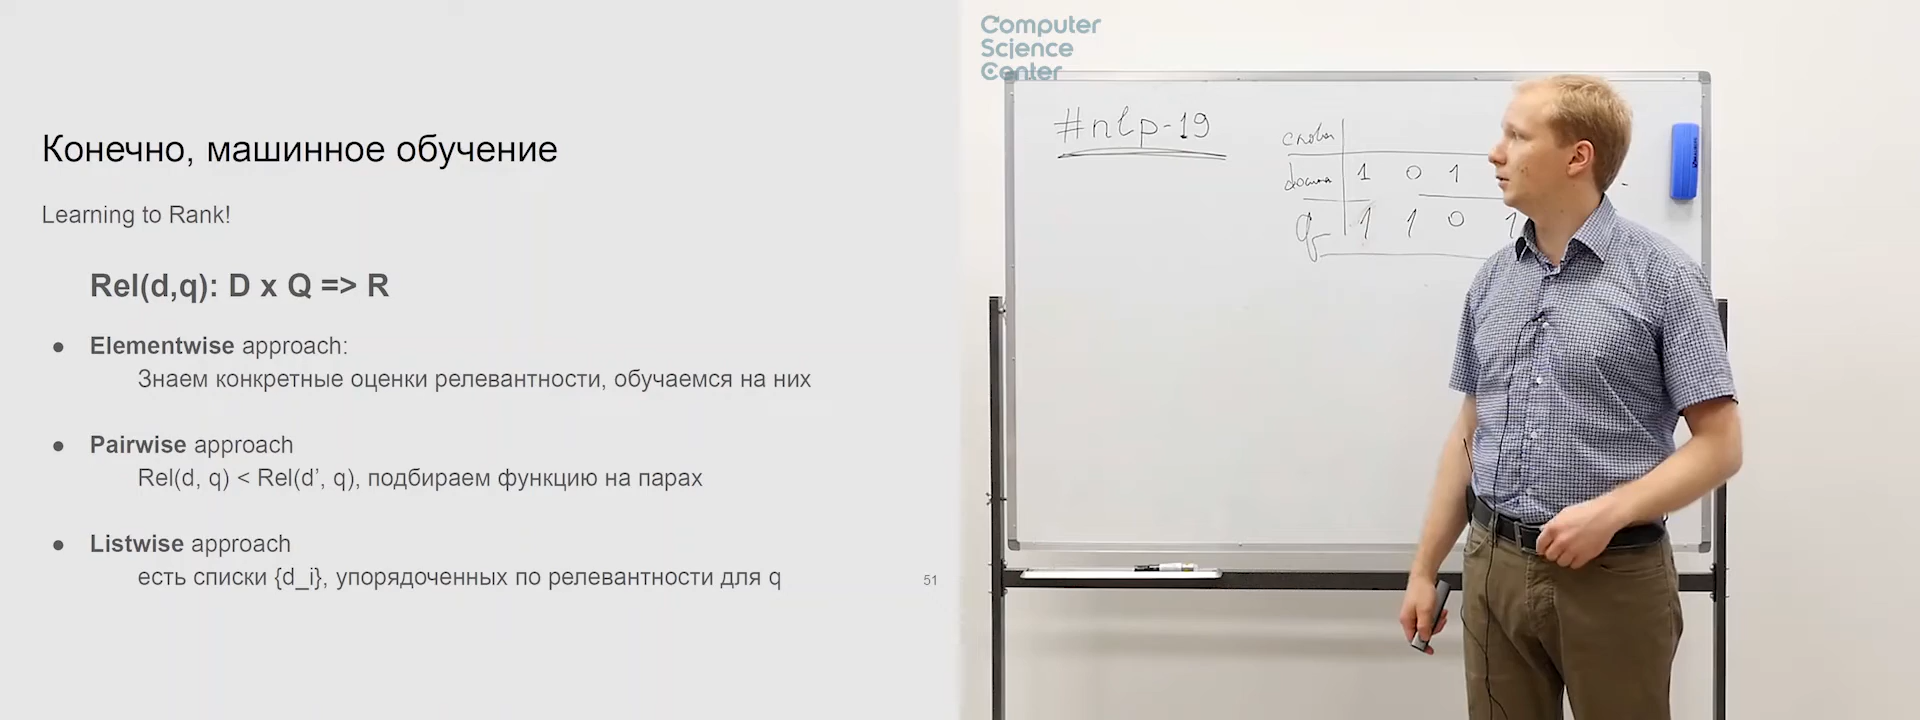 Конечно, машинное обучение
Learning to Rank!
Rel(d,q): D x Q => R
● Elementwise approach:
Знаем конкретные оценки релевантности, обучаемся на них
● Pairwise approach
Rel(d, q) < Rel(d’, q), подбираем функцию на парах
● Listwise approach
есть списки {d_i}, упорядоченных по релевантности для q
51
Computer
Science
Center
#nlp-19
слова
1 0 1
q 1 1 0 1